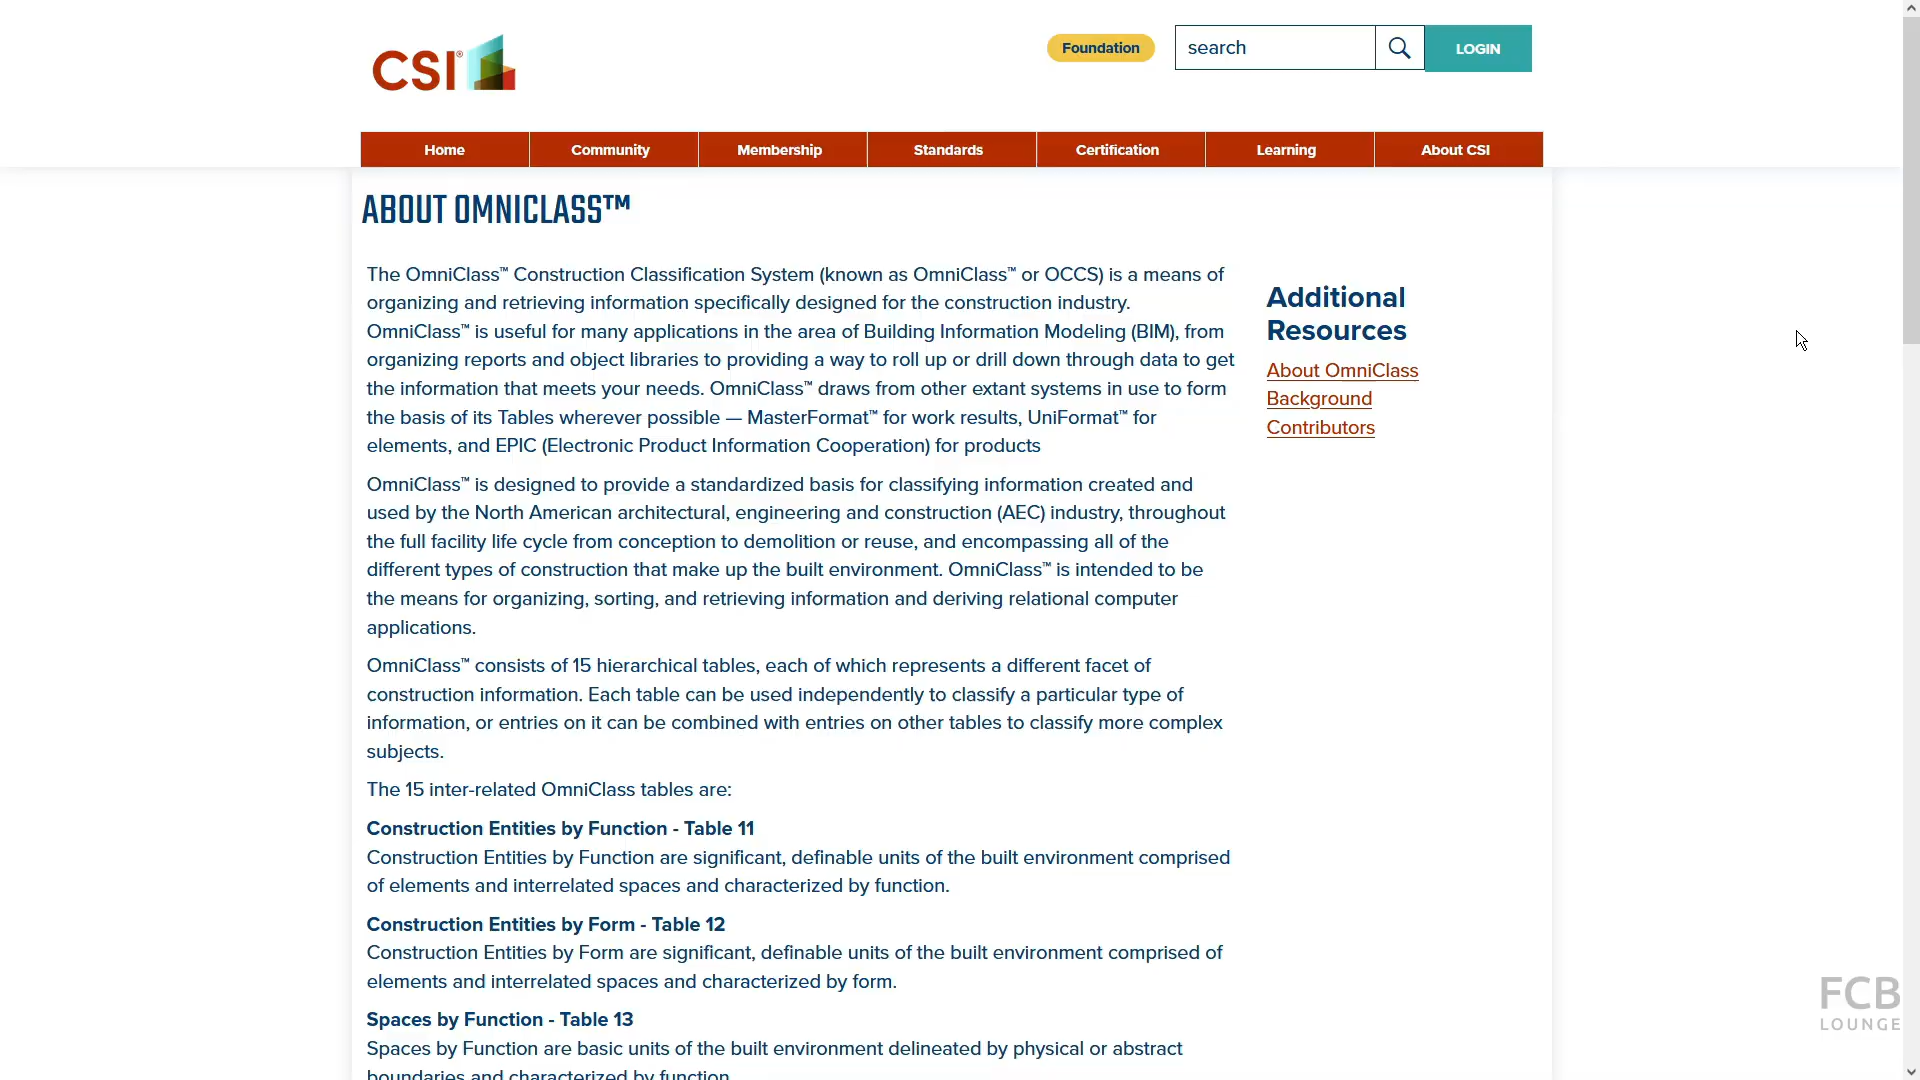 CSI®
Foundation
search
LOGIN
Home
Community
Membership
Standards
Certification
Learning
About CSI
ABOUT OMNICLASS™
The OmniClass™ Construction Classification System (known as OmniClass™ or OCCS) is a means of
organizing and retrieving information specifically designed for the construction industry.
OmniClass™ is useful for many applications in the area of Building Information Modeling (BIM), from
organizing reports and object libraries to providing a way to roll up or drill down through data to get
the information that meets your needs. OmniClass™ draws from other extant systems in use to form
the basis of its Tables wherever possible — MasterFormat™ for work results, UniFormat™ for
elements, and EPIC (Electronic Product Information Cooperation) for products
OmniClass™ is designed to provide a standardized basis for classifying information created and
used by the North American architectural, engineering and construction (AEC) industry, throughout
the full facility life cycle from conception to demolition or reuse, and encompassing all of the
different types of construction that make up the built environment. OmniClass™ is intended to be
the means for organizing, sorting, and retrieving information and deriving relational computer
applications.
OmniClass™ consists of 15 hierarchical tables, each of which represents a different facet of
construction information. Each table can be used independently to classify a particular type of
information, or entries on it can be combined with entries on other tables to classify more complex
subjects.
The 15 inter-related OmniClass tables are:
Construction Entities by Function - Table 11
Construction Entities by Function are significant, definable units of the built environment comprised
of elements and interrelated spaces and characterized by function.
Construction Entities by Form - Table 12
Construction Entities by Form are significant, definable units of the built environment comprised of
elements and interrelated spaces and characterized by form.
Spaces by Function - Table 13
Spaces by Function are basic units of the built environment delineated by physical or abstract
boundaries and characterized by function.
Additional
Resources
About OmniClass
Background
Contributors
FCB
LOUNGE